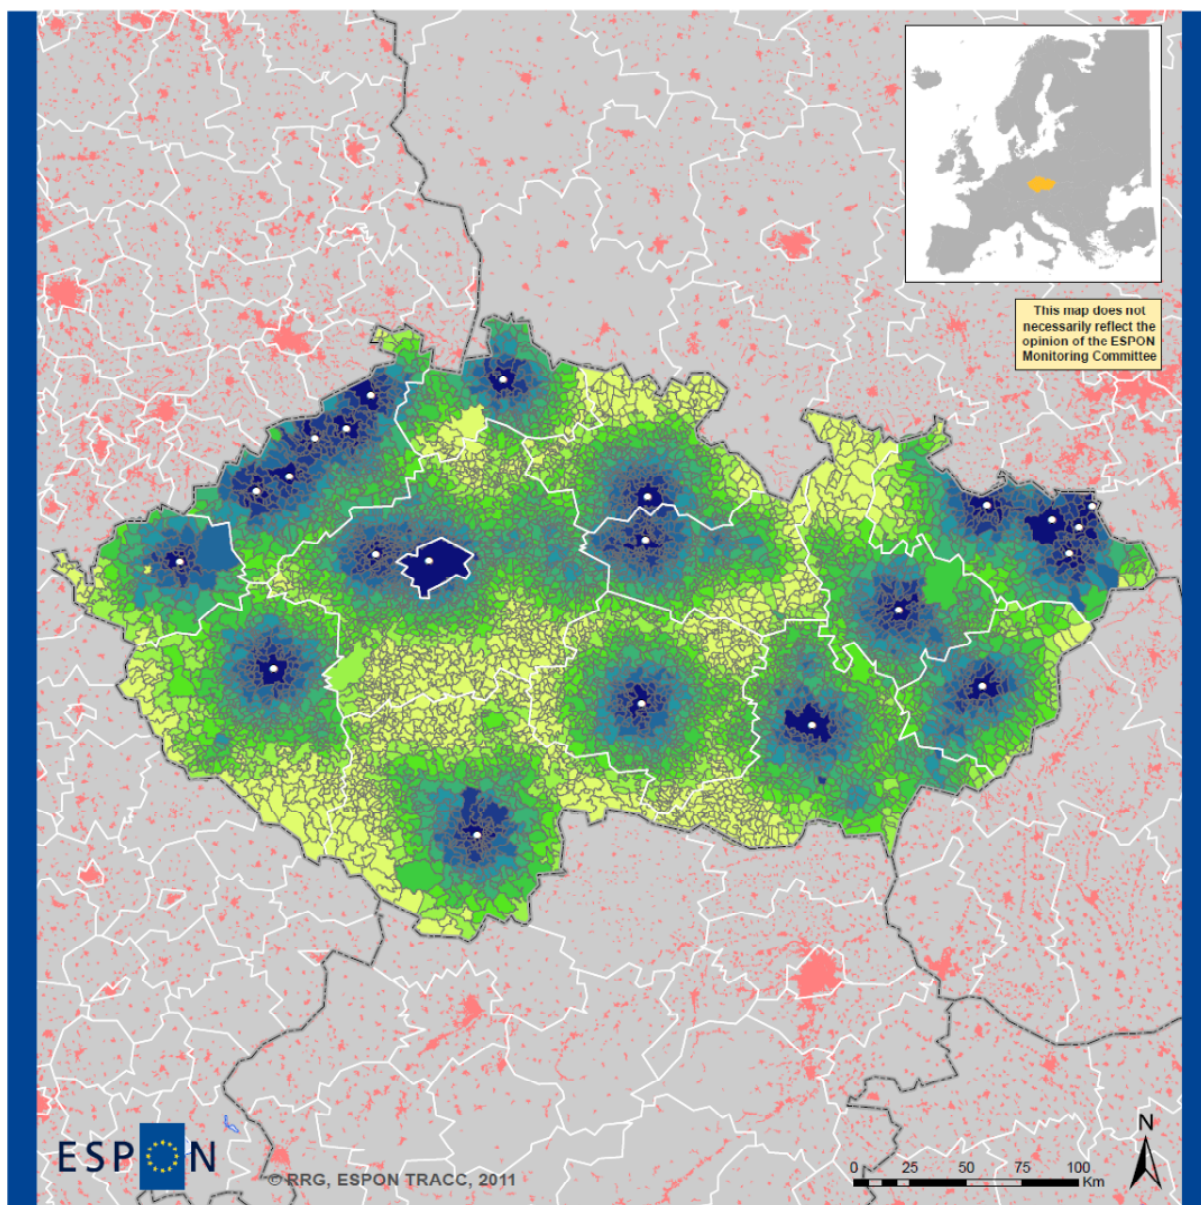 This map does not
necessarily reflect the
opinion of the ESPON
Monitoring Committee
ESPON
© RRG, ESPON TRACC, 2011
0 25 50 75 100
Km
N